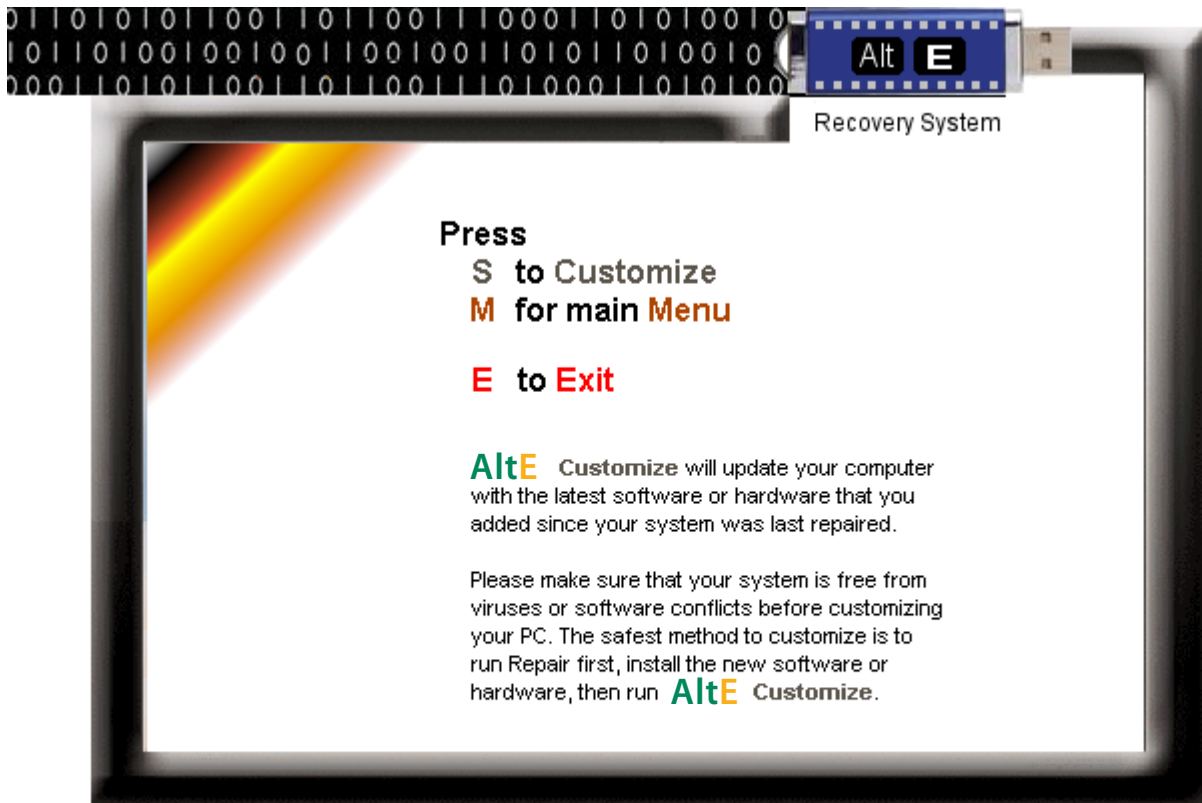 0110101001101011001110001101010010
1011010010010011001001101011010100101
0001101011010110011101000110101001
Alt E
Recovery System
Press
S to Customize
M for main Menu
E to Exit
AltE Customize will update your computer
with the latest software or hardware that you
added since your system was last repaired.
Please make sure that your system is free from
viruses or software conflicts before customizing
your PC. The safest method to customize is to
run Repair first, install the new software or
hardware, then run AltE Customize.